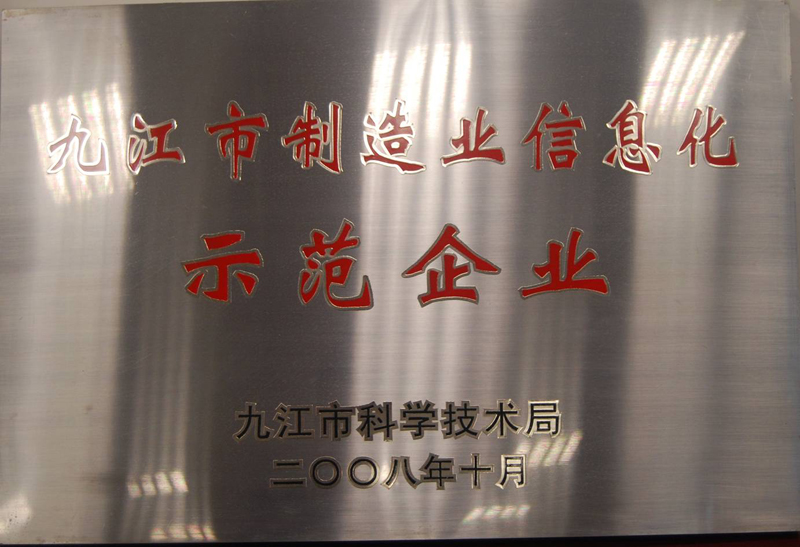 九江市制造业信息化
示范企业
九江市科学技术局
二〇〇八年十月